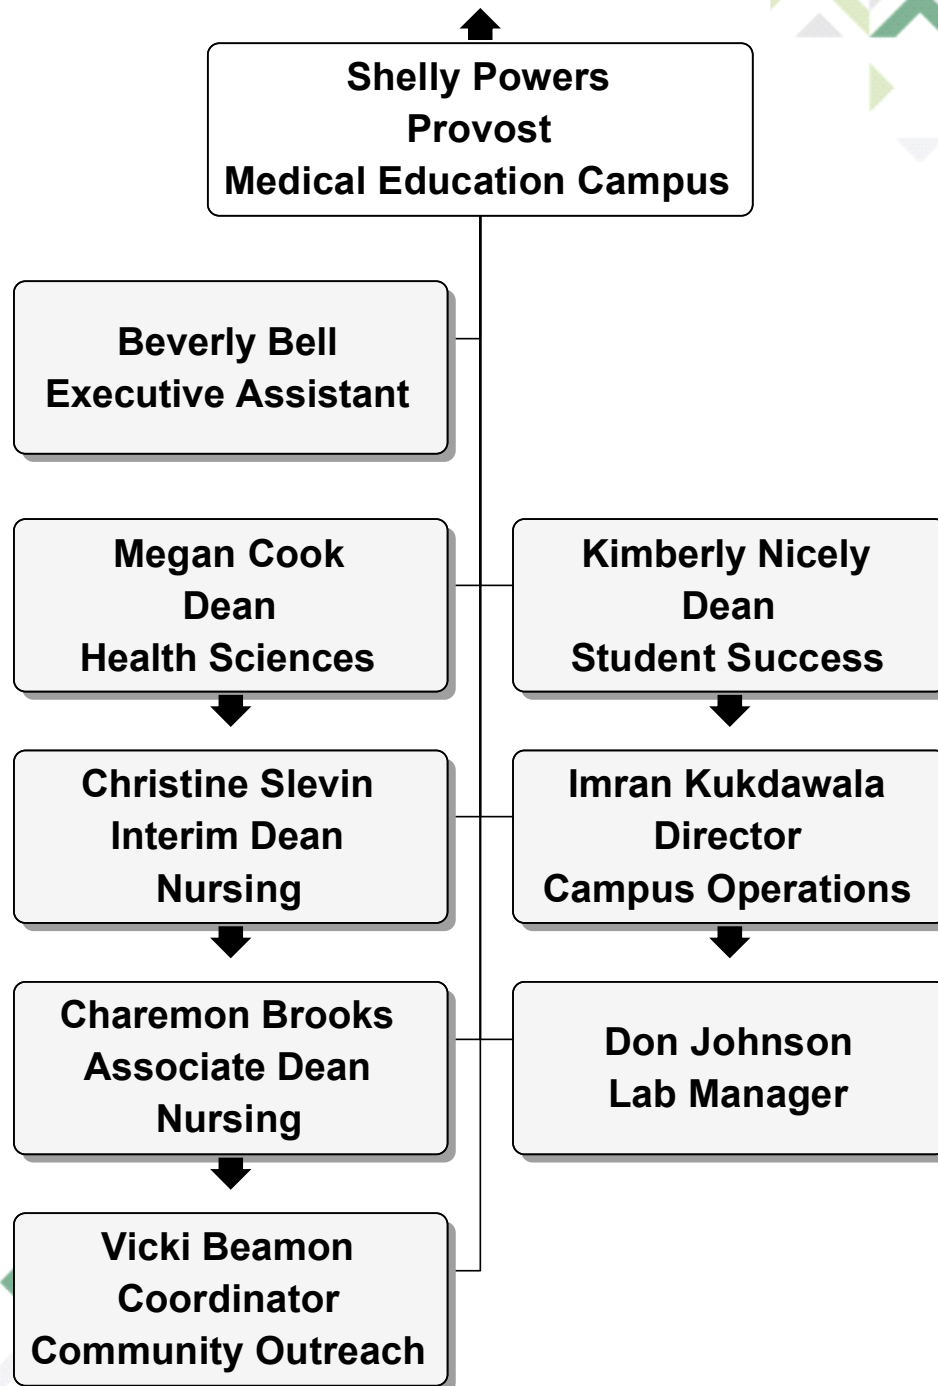 Shelly Powers
Provost
Medical Education Campus
Beverly Bell
Executive Assistant
Megan Cook
Dean
Health Sciences
Kimberly Nicely
Dean
Student Success
Christine Slevin
Interim Dean
Nursing
Imran Kukdawala
Director
Campus Operations
Charemon Brooks
Associate Dean
Nursing
Don Johnson
Lab Manager
Vicki Beamon
Coordinator
Community Outreach